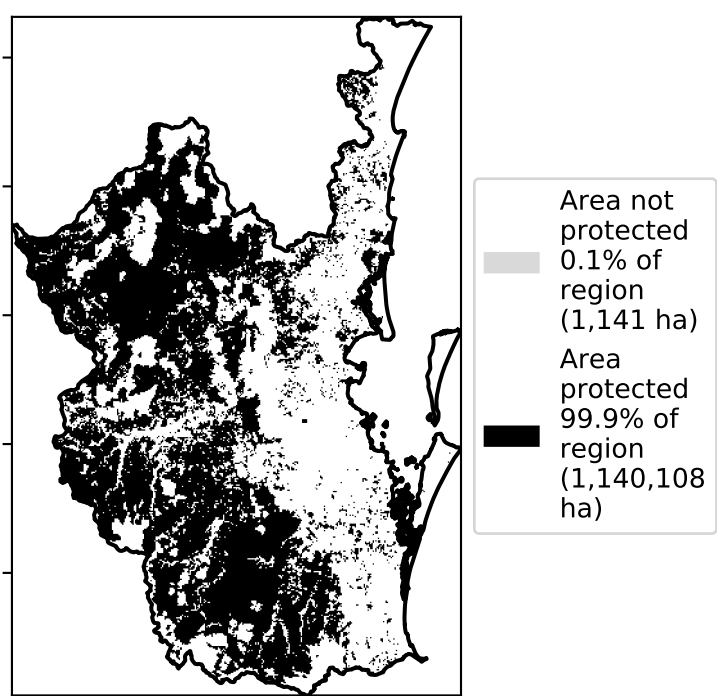 Area not
protected
0.1% of
region
(1,141 ha)
Area
protected
99.9% of
region
(1,140,108
ha)